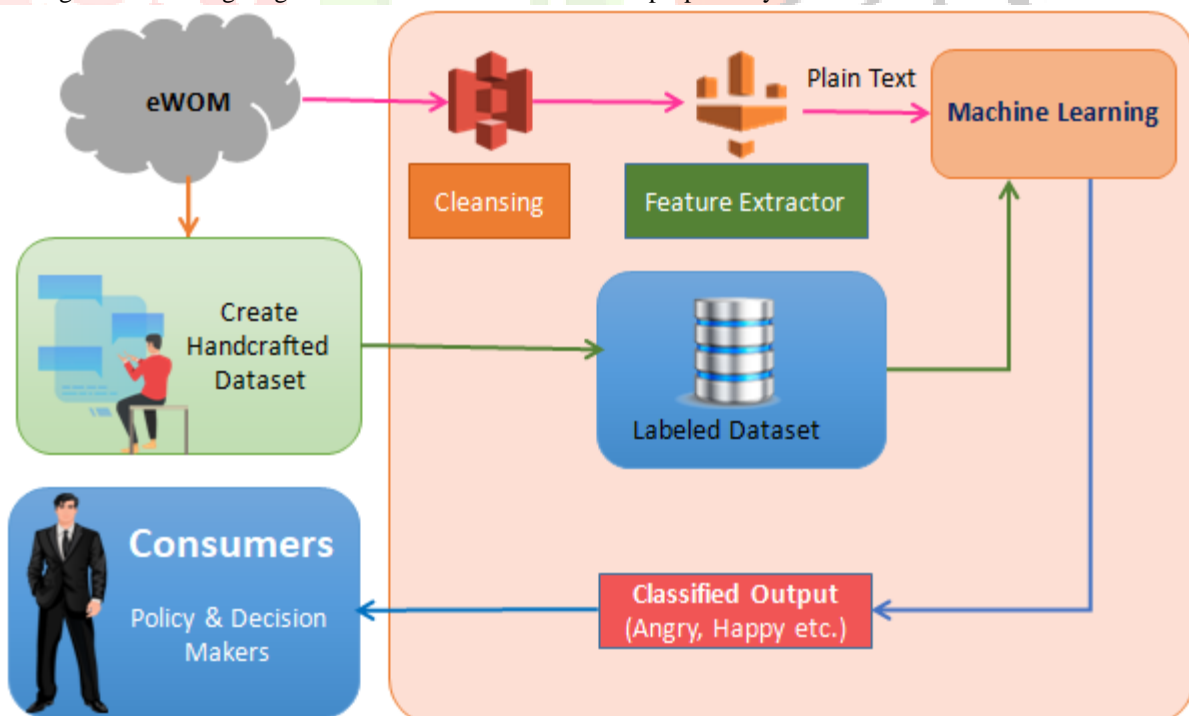 eWOM
Plain Text
Machine Learning
Cleansing
Feature Extractor
Create
Handcrafted
Dataset
Labeled Dataset
Consumers
Policy & Decision
Makers
Classified Output
(Angry, Happy etc.)